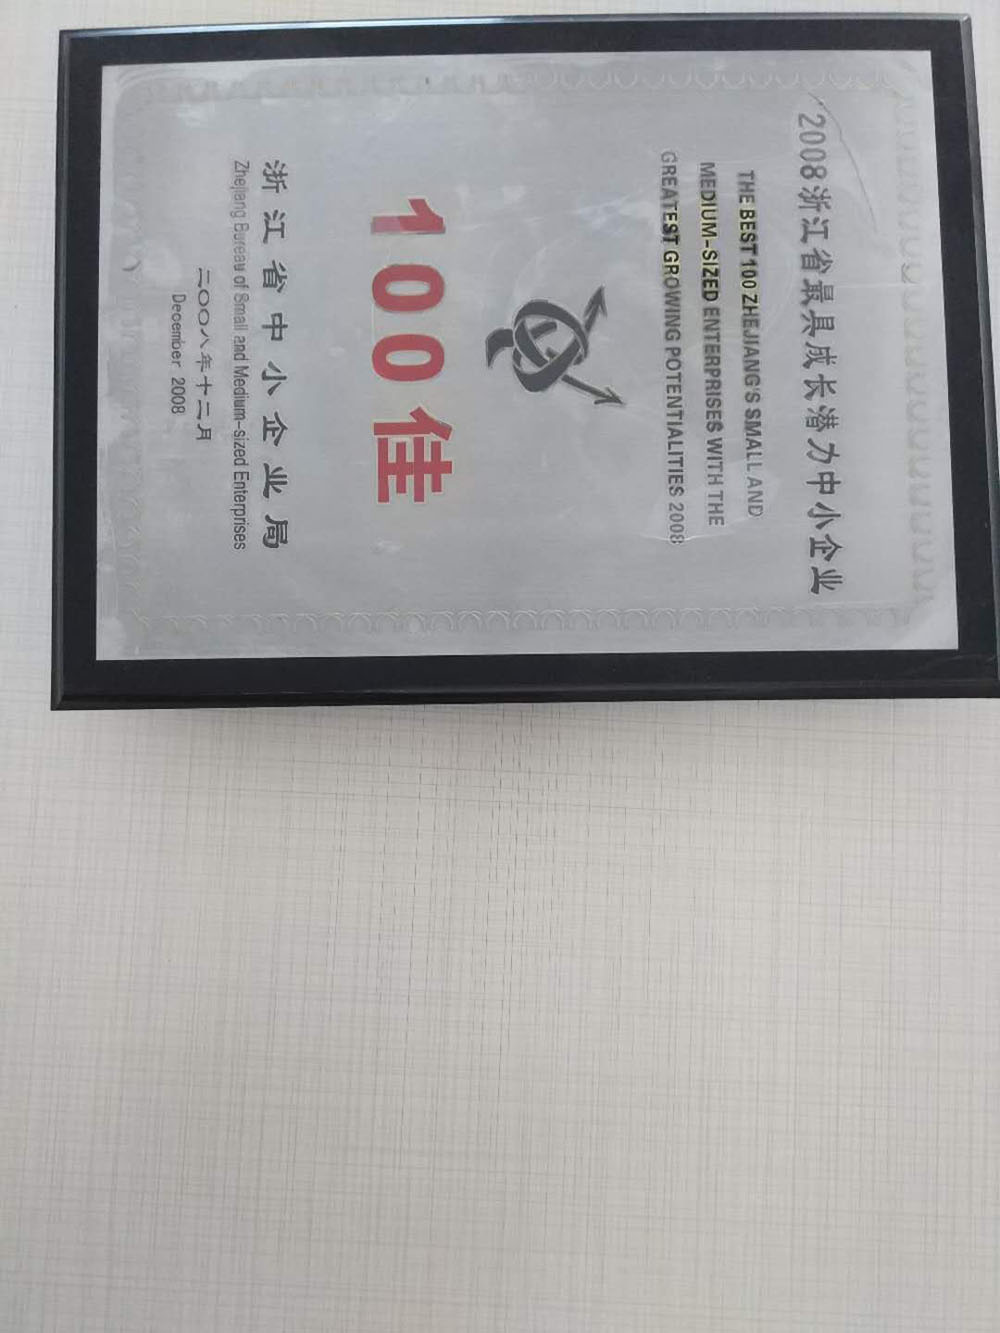 2008浙江省最具成长潜力中小企业
THE BEST 100 ZHEJIANG'S SMALL AND
MEDIUM-SIZED ENTERPRISES WITH THE
GREATEST GROWING POTENTIALITIES 2008
100佳
浙江省中小企业局
Zhejiang Bureau of Small and Medium-sized Enterprises
二〇〇八年十二月
December 2008